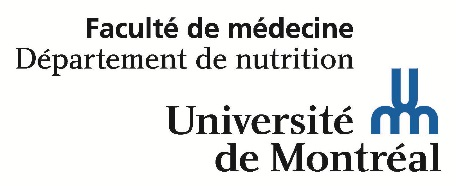 Faculté de médecine
Département de nutrition
Université
de Montréal